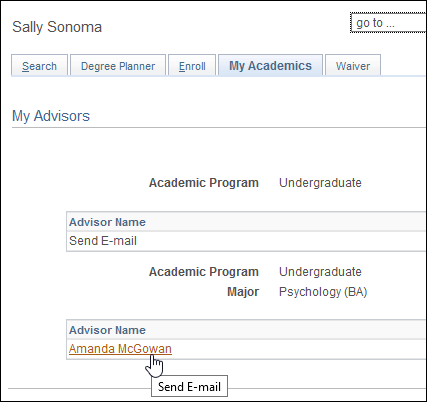 Sally Sonoma
go to ...
Search Degree Planner Enroll My Academics Waiver
My Advisors
Academic Program Undergraduate
Advisor Name
Send E-mail
Academic Program Undergraduate
Major Psychology (BA)
Advisor Name
Amanda McGowan
Send E-mail